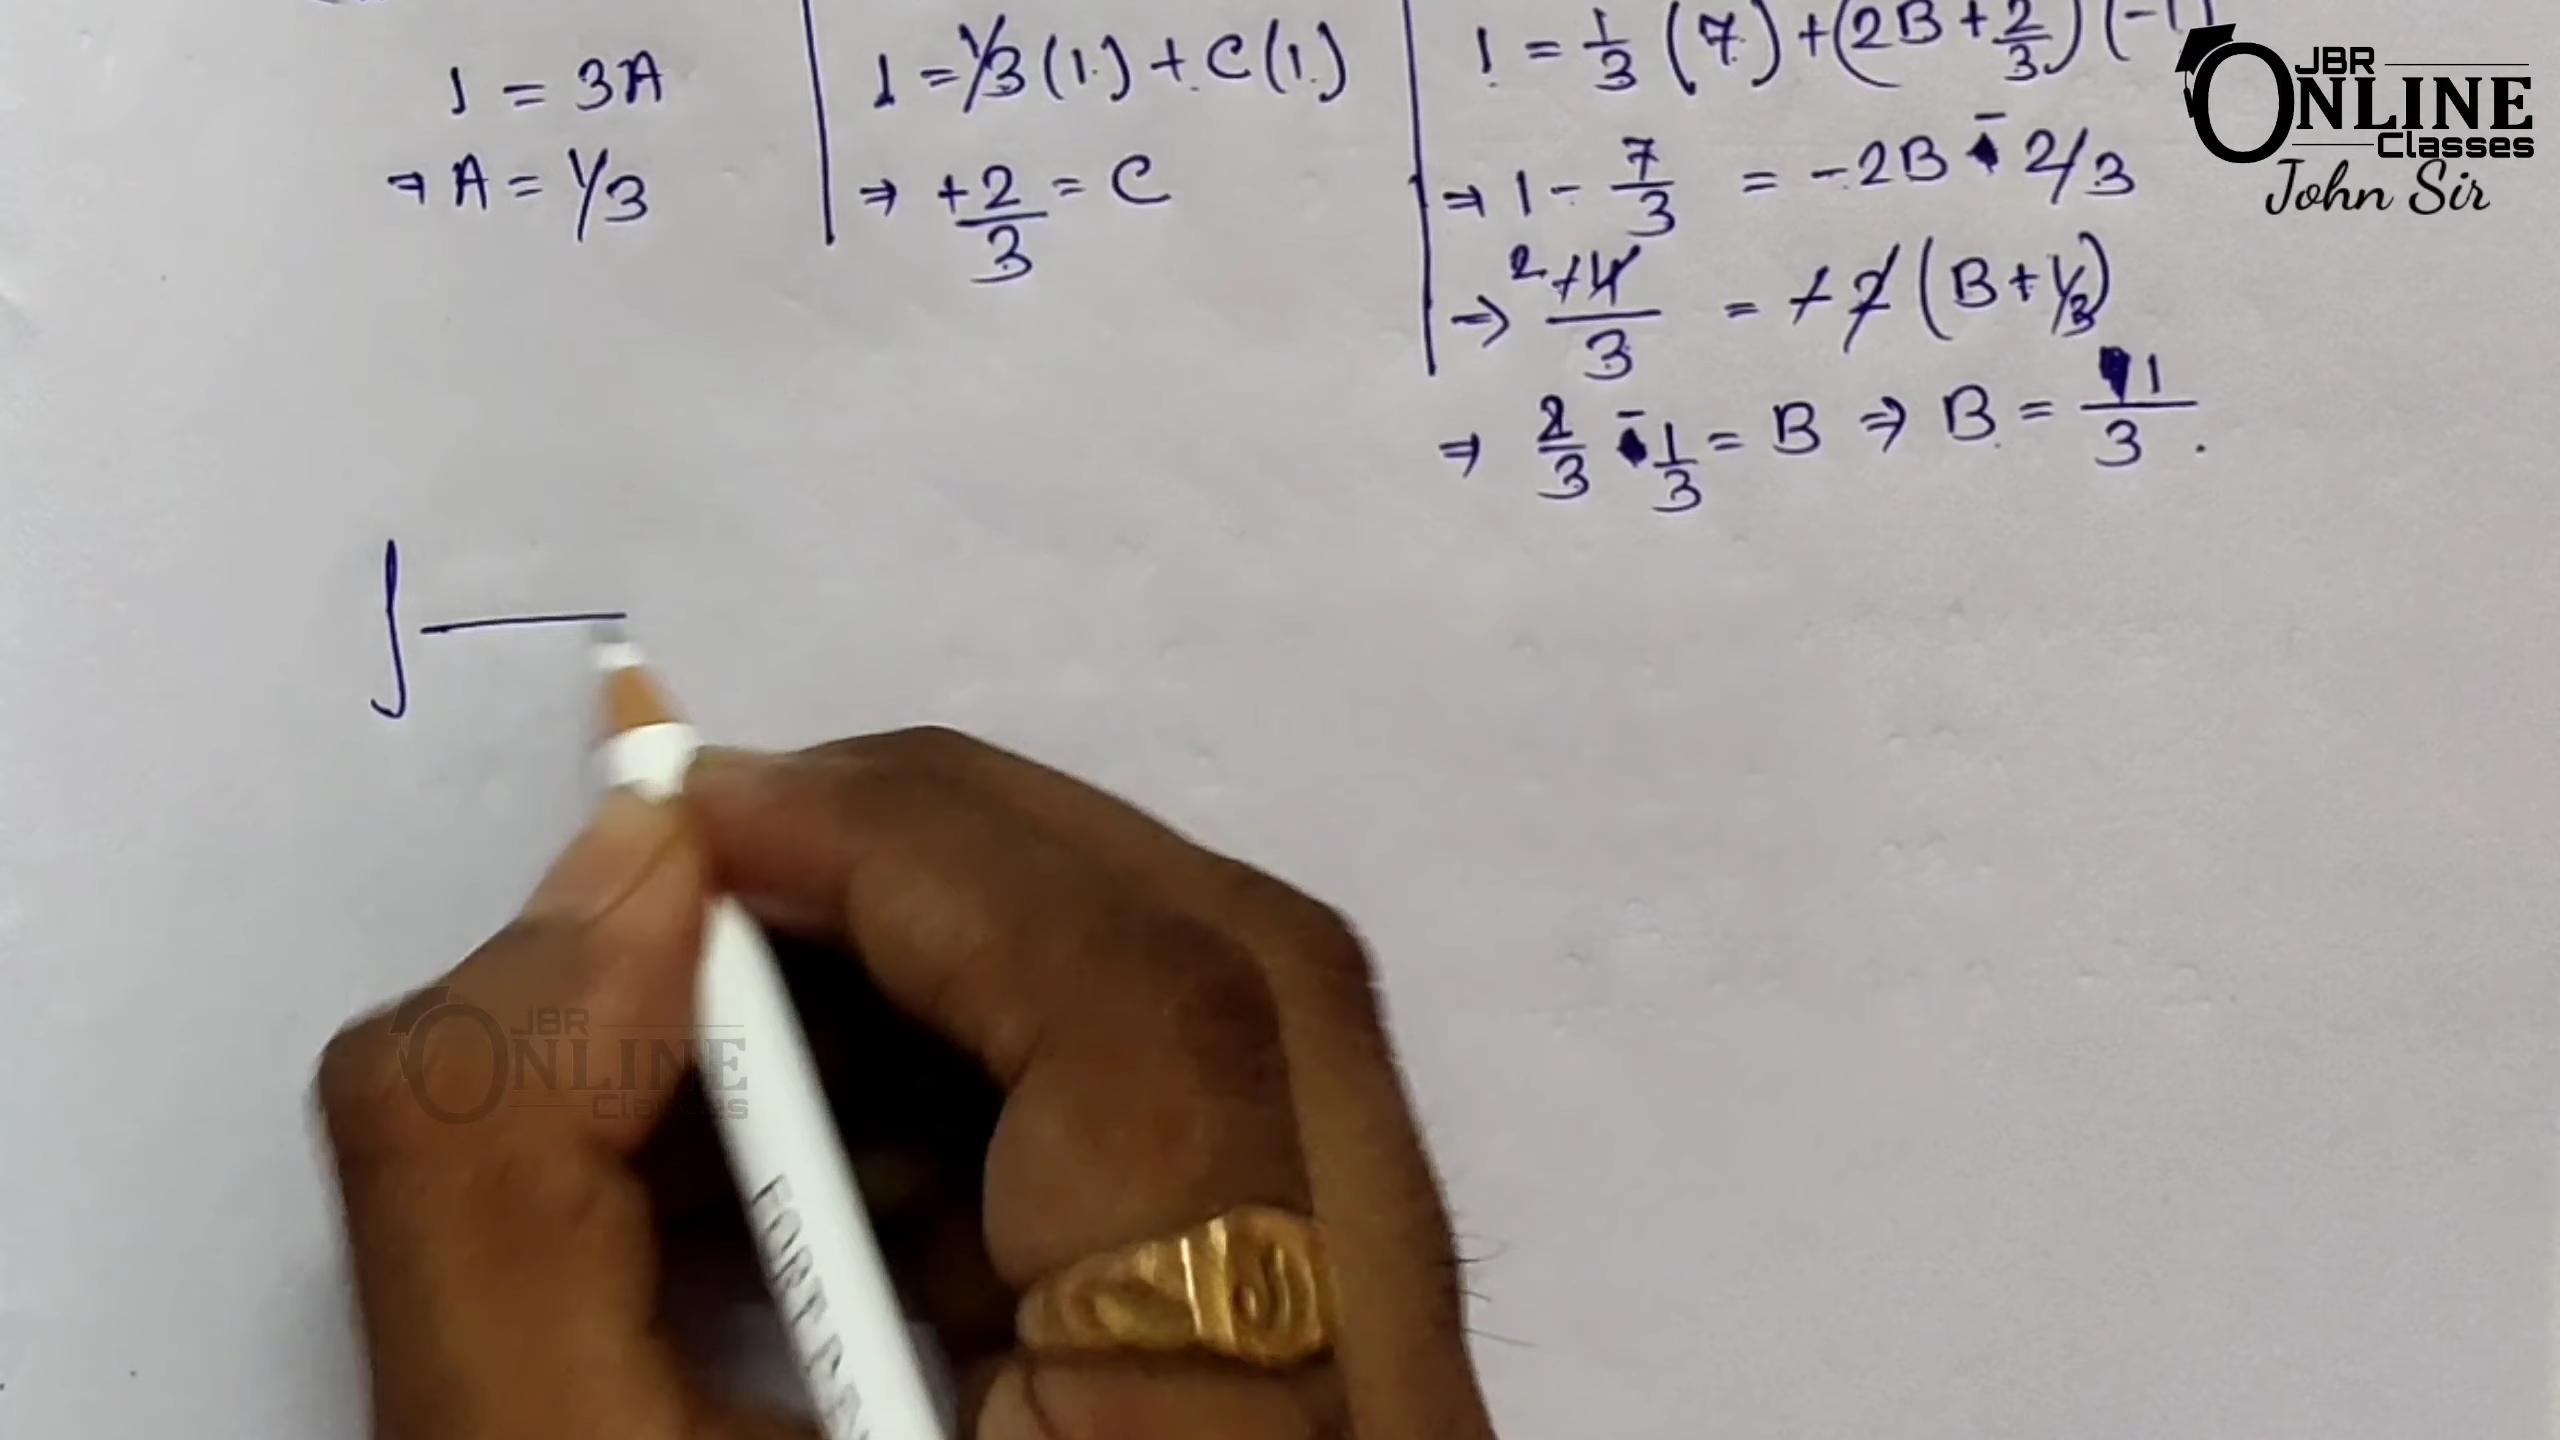 1 = 3A
⇒ A = 1/3
1 = 1/3 (1) + C (1)
⇒ +2/3 = C
1 = 1/3 (7) + (2B + 2/3) (-1)
⇒ 1 - 7/3 = -2B - 2/3
⇒ 2 +4/3 = +2 (B + 1/3)
⇒ 2/3 - 1/3 = B ⇒ B = 1/3 .
∫
JBR
ONLINE
Classes
John Sir
JBR
ONLINE
Classes